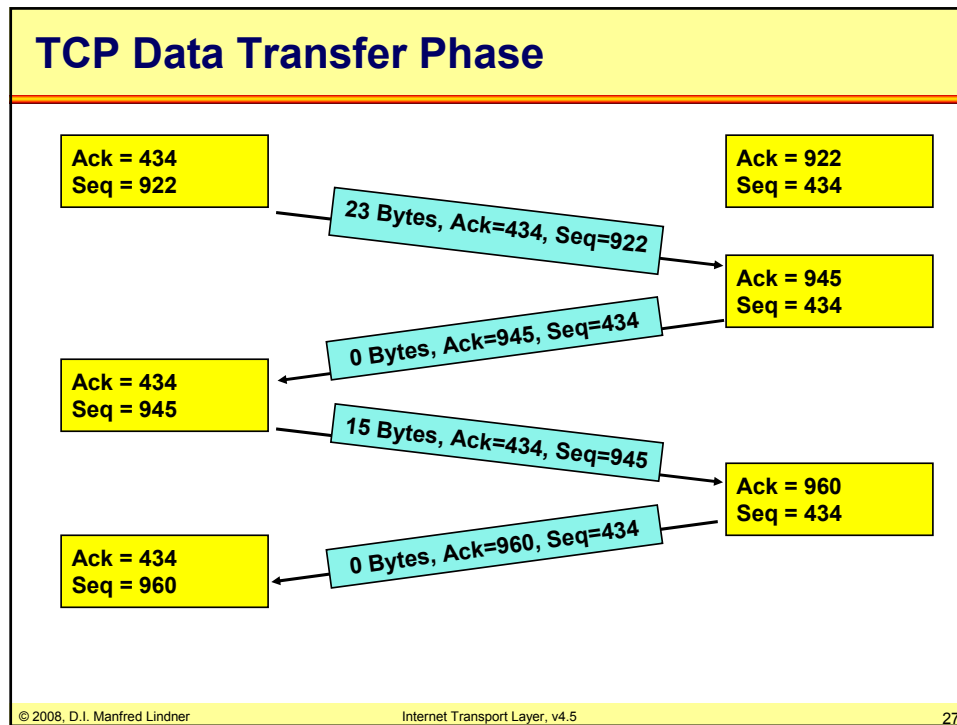 TCP Data Transfer Phase
Ack = 434
Seq = 922
Ack = 922
Seq = 434
23 Bytes, Ack=434, Seq=922
Ack = 945
Seq = 434
0 Bytes, Ack=945, Seq=434
Ack = 434
Seq = 945
15 Bytes, Ack=434, Seq=945
Ack = 960
Seq = 434
0 Bytes, Ack=960, Seq=434
Ack = 434
Seq = 960
© 2008, D.I. Manfred Lindner
Internet Transport Layer, v4.5
27